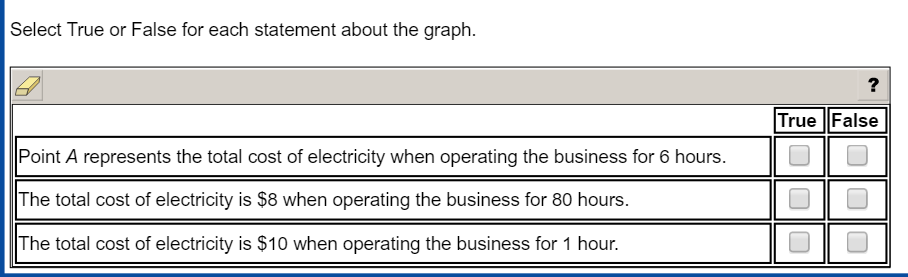 Select True or False for each statement about the graph.
?
True False
Point A represents the total cost of electricity when operating the business for 6 hours.
The total cost of electricity is $8 when operating the business for 80 hours.
The total cost of electricity is $10 when operating the business for 1 hour.